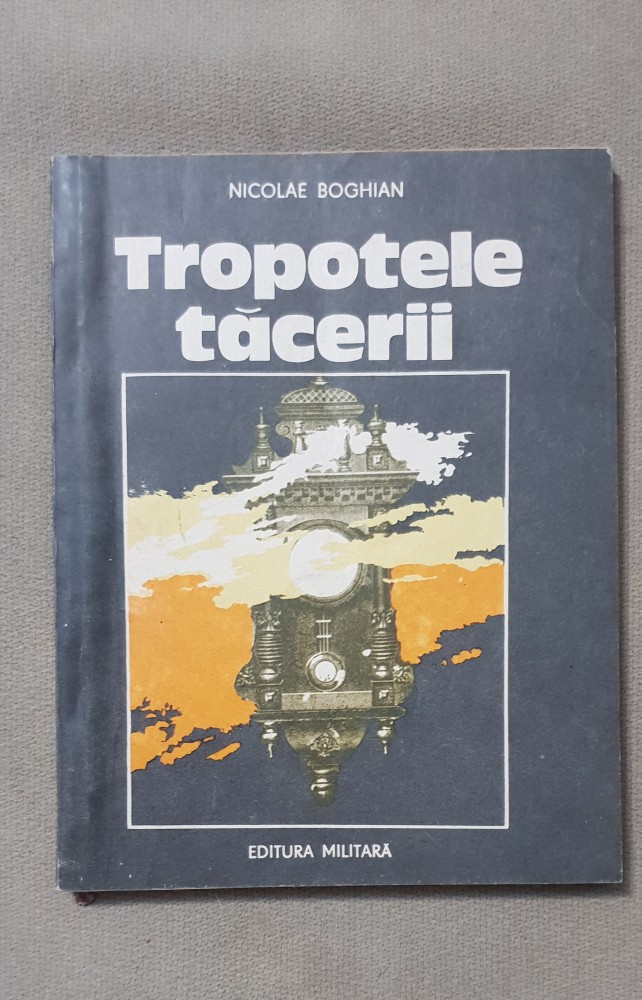 NICOLAE BOGHIAN
Tropotele
tăcerii
EDITURA MILITARĂ